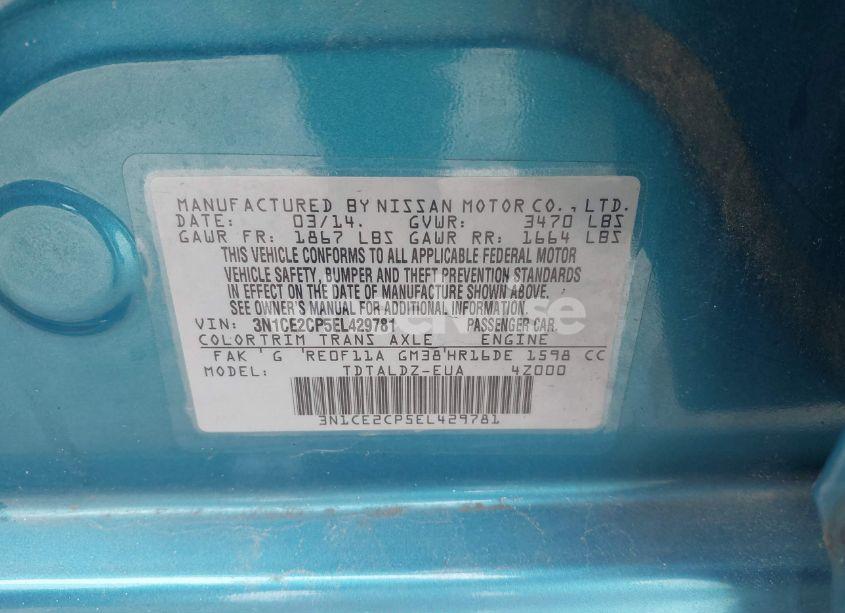 MANUFACTURED BY NISSAN MOTOR CO., LTD.
DATE: 03/14. GVWR: 3470 LBS
GAWR FR: 1867 LBS GAWR RR: 1664 LBS
THIS VEHICLE CONFORMS TO ALL APPLICABLE FEDERAL MOTOR
VEHICLE SAFETY, BUMPER AND THEFT PREVENTION STANDARDS
IN EFFECT ON THE DATE OF MANUFACTURE SHOWN ABOVE.
SEE OWNER'S MANUAL FOR ADDITIONAL INFORMATION.
VIN: 3N1CE2CP5EL429781 PASSENGER CAR.
COLOR TRIM TRANS AXLE ENGINE
FAK G RE0F11A GM38 HR16DE 1598 CC
MODEL: TDTALDZ-EUA 4Z000
3N1CE2CP5EL429781